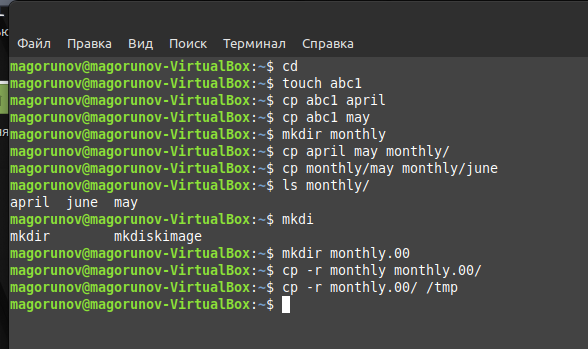 Файл Правка Вид Поиск Терминал Справка
magorunov@magorunov-VirtualBox:~$ cd
magorunov@magorunov-VirtualBox:~$ touch abc1
magorunov@magorunov-VirtualBox:~$ cp abc1 april
magorunov@magorunov-VirtualBox:~$ cp abc1 may
magorunov@magorunov-VirtualBox:~$ mkdir monthly
magorunov@magorunov-VirtualBox:~$ cp april may monthly/
magorunov@magorunov-VirtualBox:~$ cp monthly/may monthly/june
magorunov@magorunov-VirtualBox:~$ ls monthly/
april  june  may
magorunov@magorunov-VirtualBox:~$ mkdi
mkdir        mkdiskimage
magorunov@magorunov-VirtualBox:~$ mkdir monthly.00
magorunov@magorunov-VirtualBox:~$ cp -r monthly monthly.00/
magorunov@magorunov-VirtualBox:~$ cp -r monthly.00/ /tmp
magorunov@magorunov-VirtualBox:~$